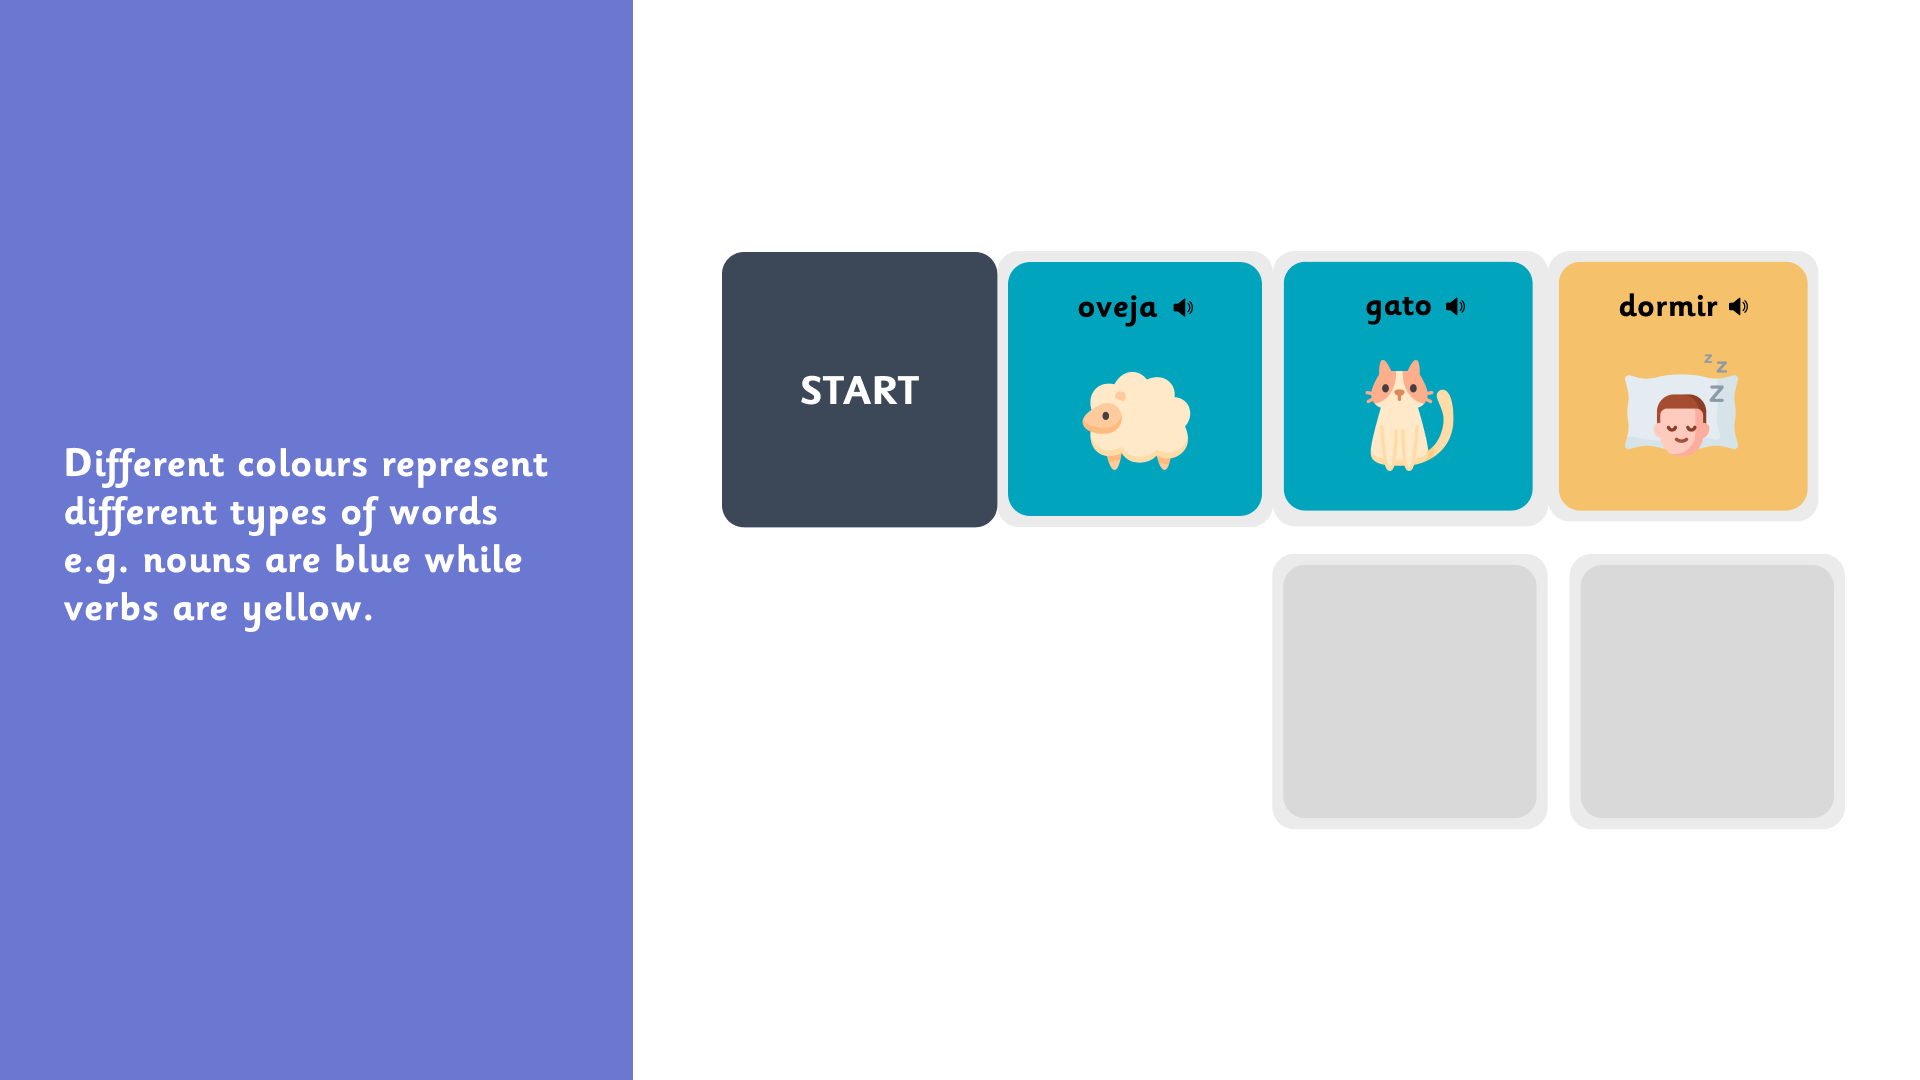 Different colours represent
different types of words
e.g. nouns are blue while
verbs are yellow.
START
oveja
gato
dormir
z
z
z